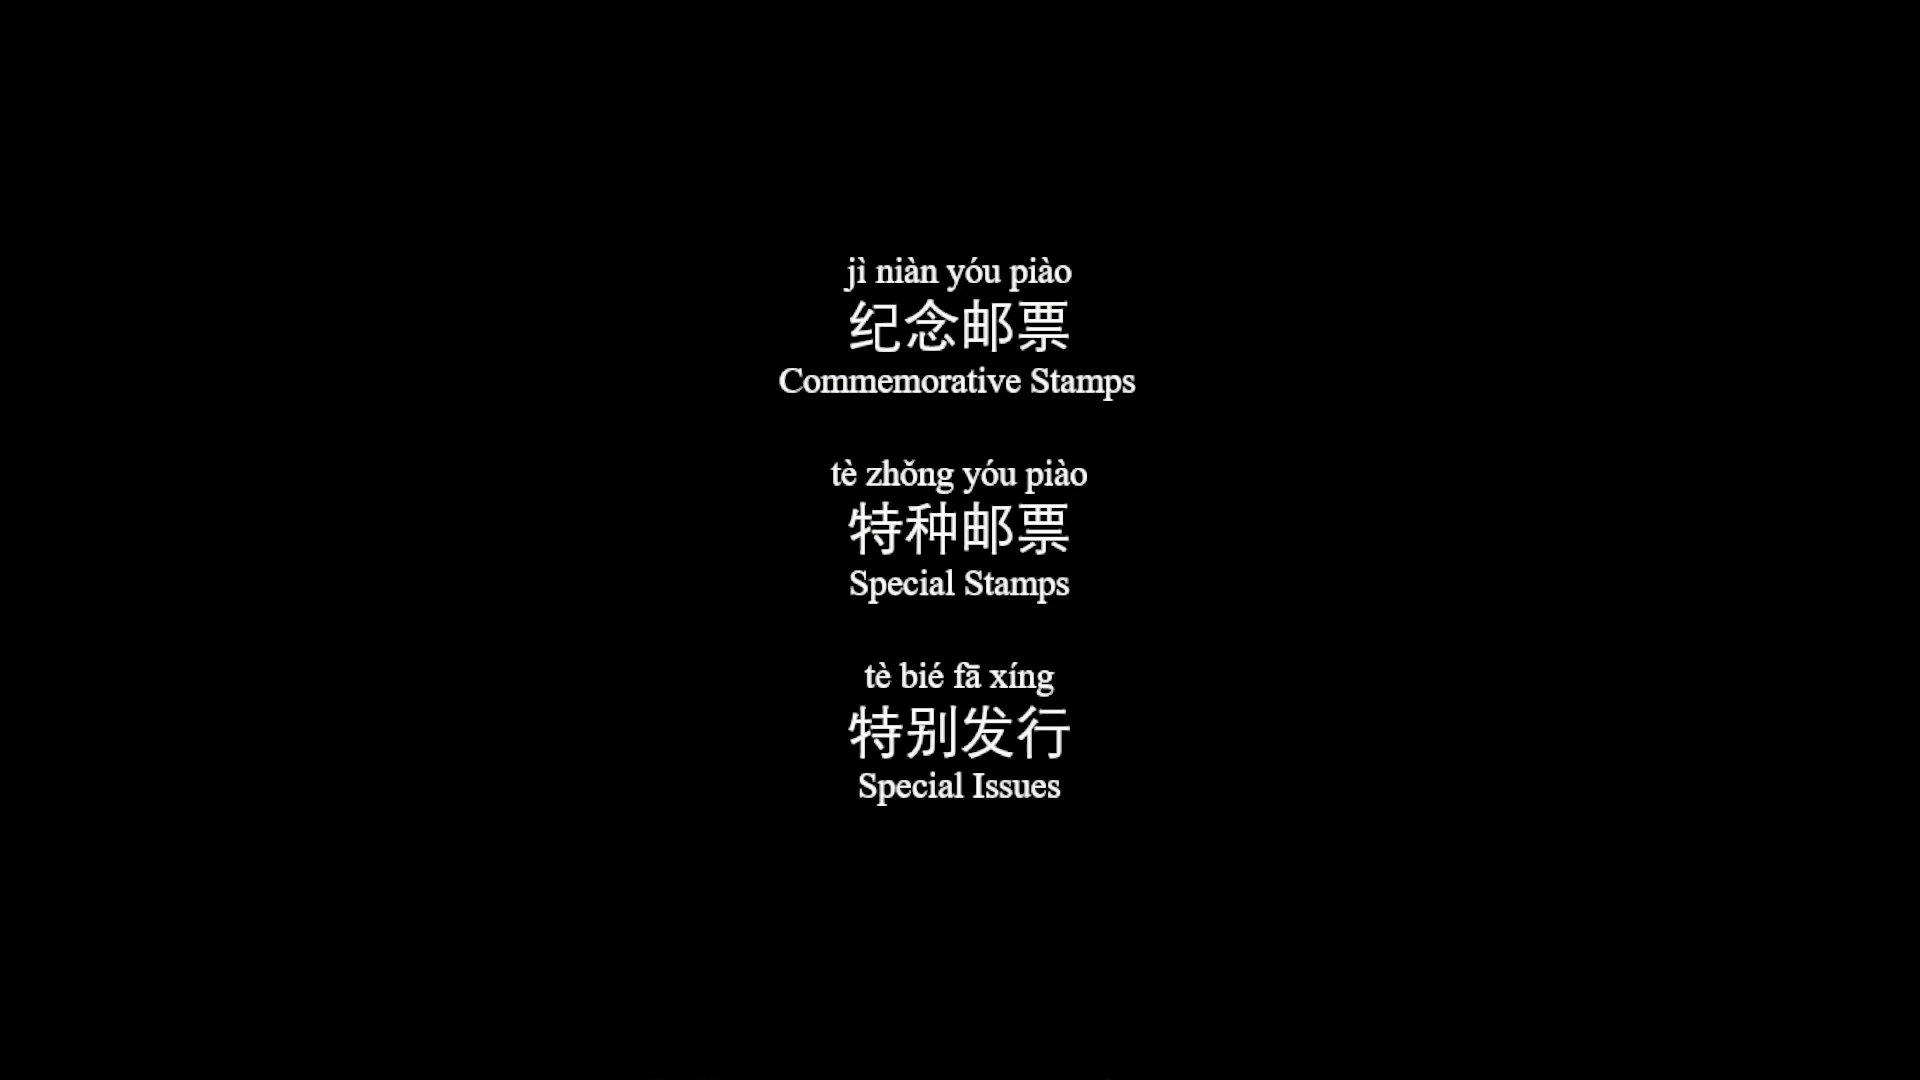 jì niàn yóu piào
纪念邮票
Commemorative Stamps
tè zhǒng yóu piào
特种邮票
Special Stamps
tè bié fā xíng
特别发行
Special Issues